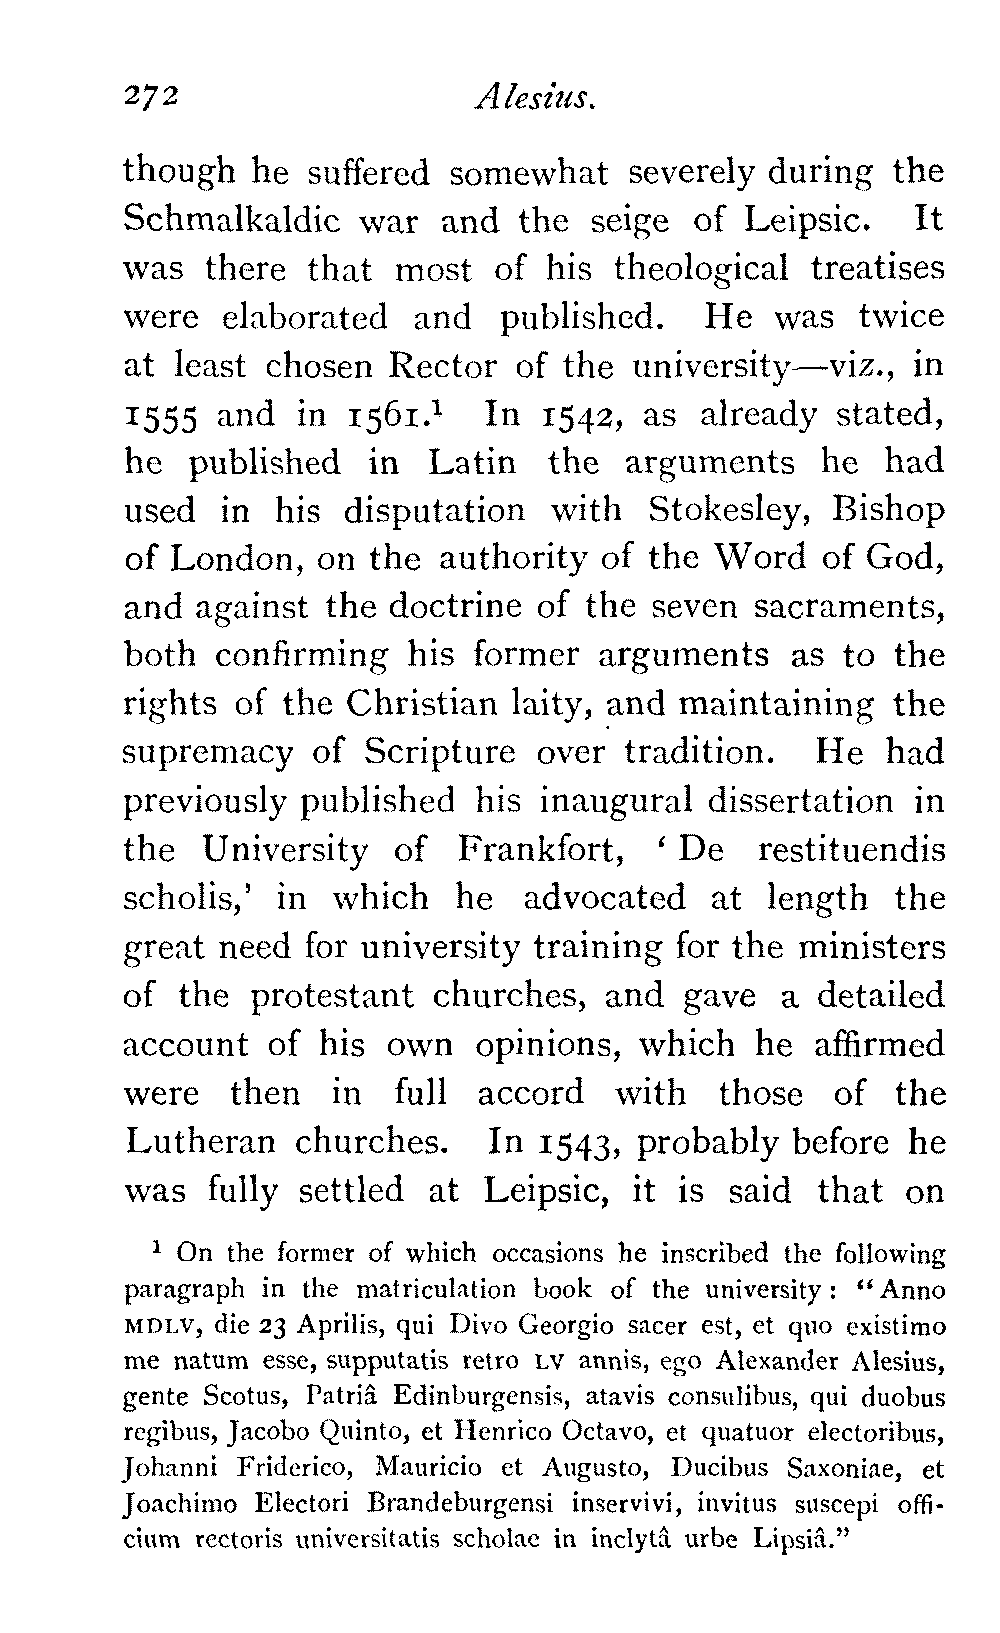 272 Alesius.
though he suffered somewhat severely during the
Schmalkaldic war and the seige of Leipsic. It
was there that most of his theological treatises
were elaborated and published. He was twice
at least chosen Rector of the university—viz., in
1555 and in 1561.¹ In 1542, as already stated,
he published in Latin the arguments he had
used in his disputation with Stokesley, Bishop
of London, on the authority of the Word of God,
and against the doctrine of the seven sacraments,
both confirming his former arguments as to the
rights of the Christian laity, and maintaining the
supremacy of Scripture over tradition. He had
previously published his inaugural dissertation in
the University of Frankfort, ‘ De restituendis
scholis,’ in which he advocated at length the
great need for university training for the ministers
of the protestant churches, and gave a detailed
account of his own opinions, which he affirmed
were then in full accord with those of the
Lutheran churches. In 1543, probably before he
was fully settled at Leipsic, it is said that on
¹ On the former of which occasions he inscribed the following
paragraph in the matriculation book of the university: “ Anno
MDLV, die 23 Aprilis, qui Divo Georgio sacer est, et quo existimo
me natum esse, supputatis retro LV annis, ego Alexander Alesius,
gente Scotus, Patriâ Edinburgensis, atavis consulibus, qui duobus
regibus, Jacobo Quinto, et Henrico Octavo, et quatuor electoribus,
Johanni Friderico, Mauricio et Augusto, Ducibus Saxoniae, et
Joachimo Electori Brandeburgensi inservivi, invitus suscepi offi-
cium rectoris universitatis scholae in inclytâ urbe Lipsiâ.”